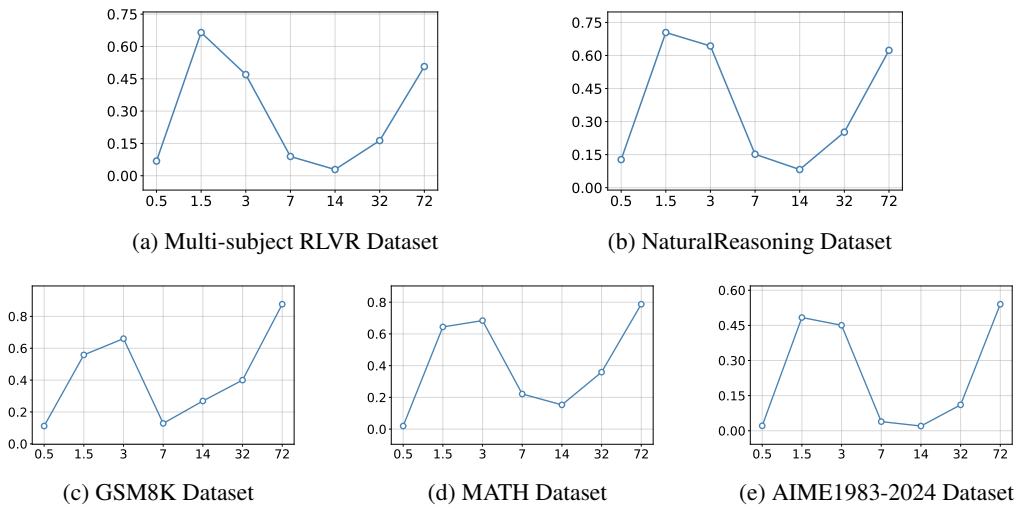 0.75
0.60
0.45
0.30
0.15
0.00
0.5 1.5 3 7 14 32 72
(a) Multi-subject RLVR Dataset
0.75
0.60
0.45
0.30
0.15
0.00
0.5 1.5 3 7 14 32 72
(b) NaturalReasoning Dataset
0.8
0.6
0.4
0.2
0.0
0.5 1.5 3 7 14 32 72
(c) GSM8K Dataset
0.8
0.6
0.4
0.2
0.0
0.5 1.5 3 7 14 32 72
(d) MATH Dataset
0.60
0.45
0.30
0.15
0.00
0.5 1.5 3 7 14 32 72
(e) AIME1983-2024 Dataset